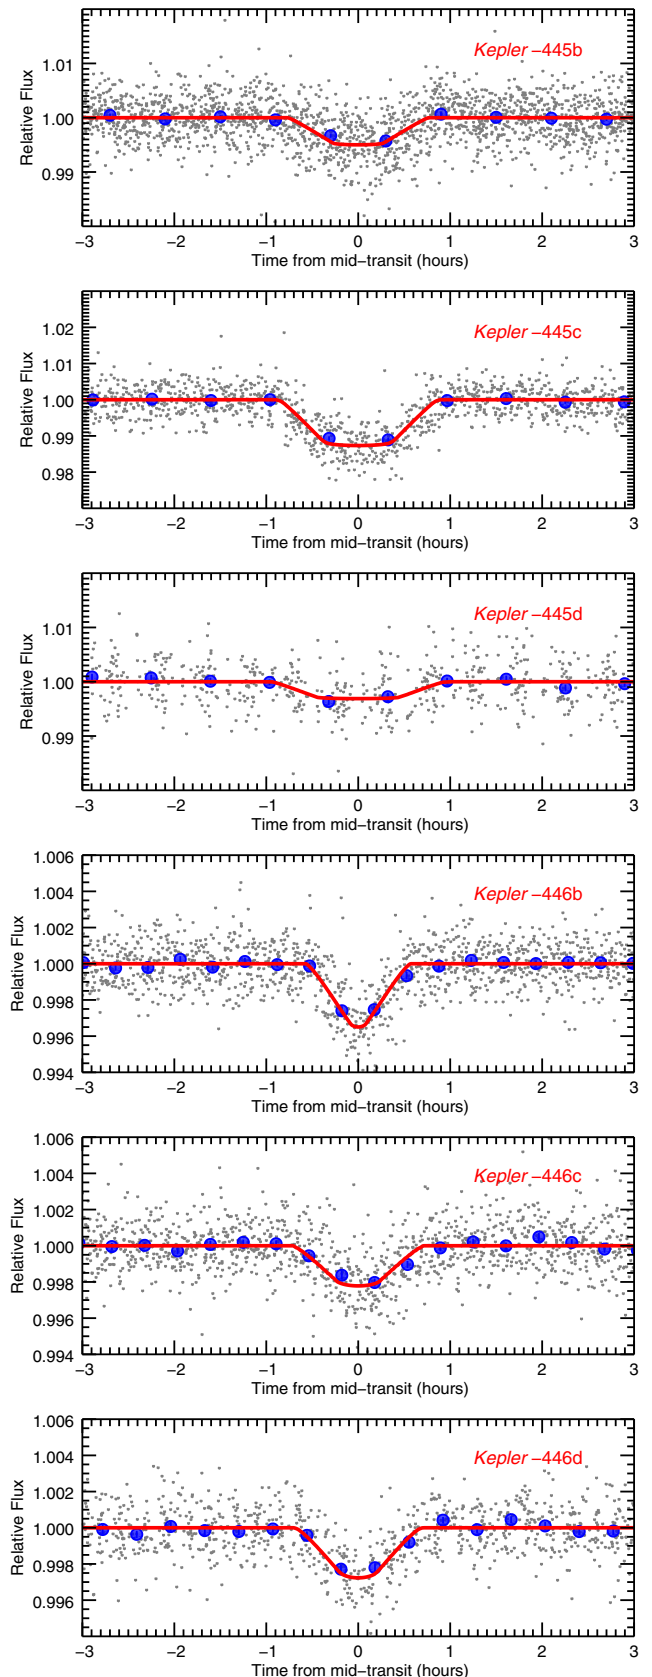 Kepler-445b
1.01
1.00
0.99
Relative Flux
−3 −2 −1 0 1 2 3
Time from mid−transit (hours)
Kepler-445c
1.02
1.01
1.00
0.99
0.98
Relative Flux
−3 −2 −1 0 1 2 3
Time from mid−transit (hours)
Kepler-445d
1.01
1.00
0.99
Relative Flux
−3 −2 −1 0 1 2 3
Time from mid−transit (hours)
Kepler-446b
1.006
1.004
1.002
1.000
0.998
0.996
0.994
Relative Flux
−3 −2 −1 0 1 2 3
Time from mid−transit (hours)
Kepler-446c
1.006
1.004
1.002
1.000
0.998
0.996
0.994
Relative Flux
−3 −2 −1 0 1 2 3
Time from mid−transit (hours)
Kepler-446d
1.006
1.004
1.002
1.000
0.998
0.996
Relative Flux
−3 −2 −1 0 1 2 3
Time from mid−transit (hours)